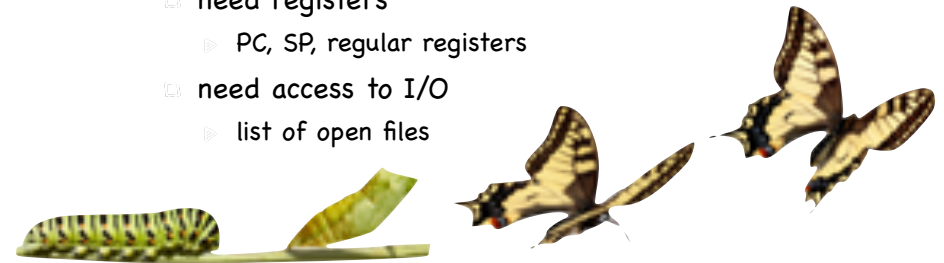 need registers
PC, SP, regular registers
need access to I/O
list of open files